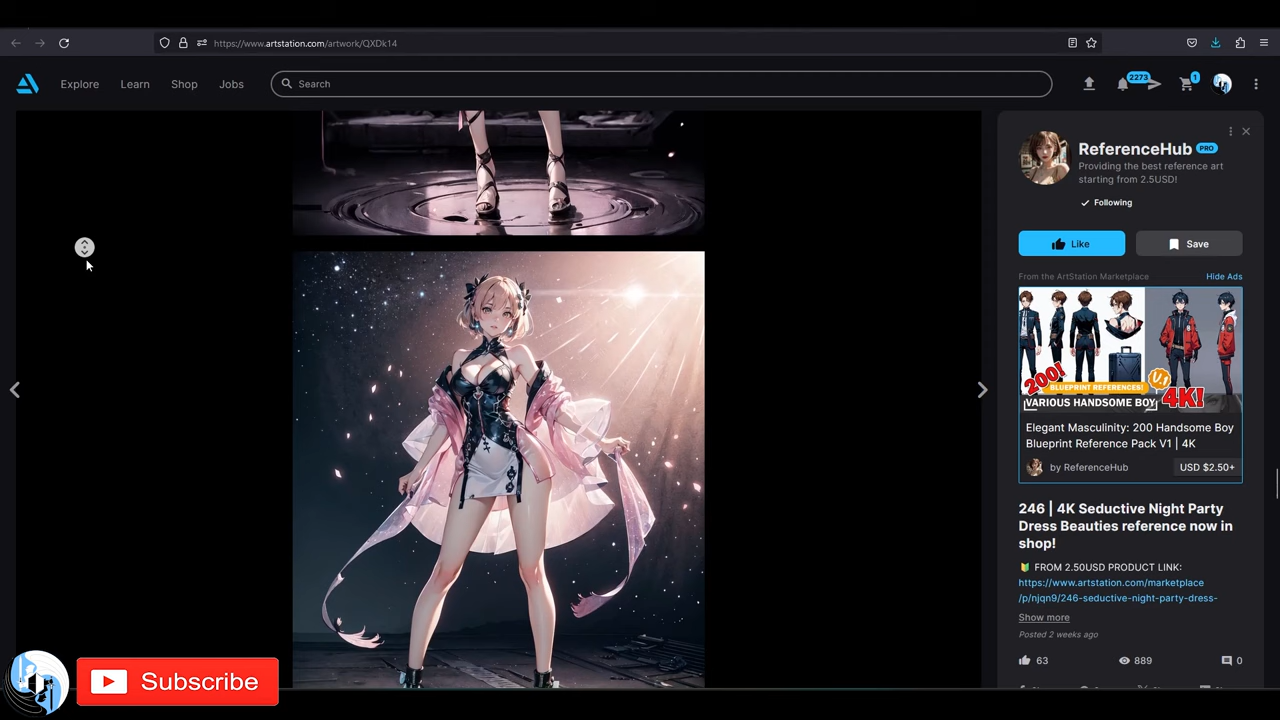 https://www.artstation.com/artwork/QXDk14
Explore
Learn
Shop
Jobs
Search
2273
1
ReferenceHub PRO
Providing the best reference art
starting from 2.5USD!
Following
Like
Save
From the ArtStation Marketplace
Hide Ads
200!
BLUEPRINT REFERENCES!
V.1
VARIOUS HANDSOME BOY
4K!
Elegant Masculinity: 200 Handsome Boy
Blueprint Reference Pack V1 | 4K
by ReferenceHub
USD $2.50+
246 | 4K Seductive Night Party
Dress Beauties reference now in
shop!
FROM 2.50USD PRODUCT LINK:
https://www.artstation.com/marketplace
/p/njqn9/246-seductive-night-party-dress-
Show more
Posted 2 weeks ago
63
889
0
Subscribe